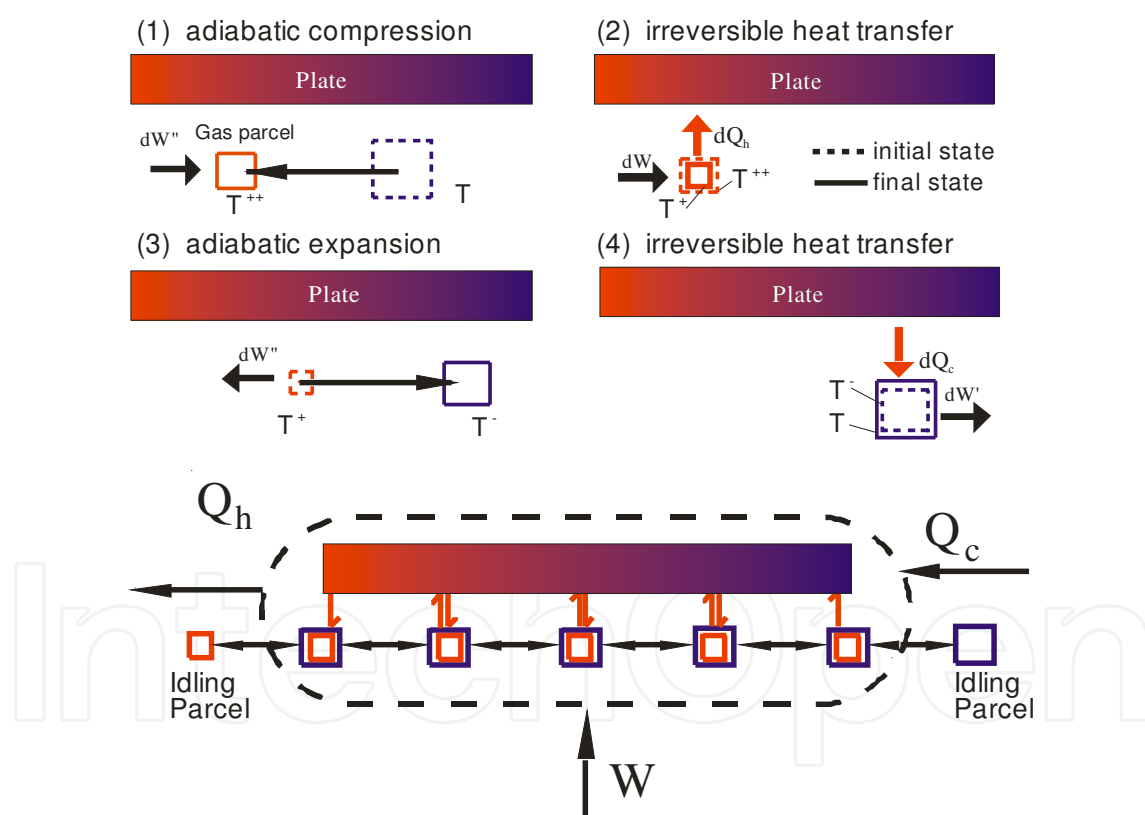 (1) adiabatic compression
Plate
dW"
Gas parcel
T++
T
(2) irreversible heat transfer
Plate
dW
dQh
T++
T+
initial state
final state
(3) adiabatic expansion
Plate
dW"
T+
T-
(4) irreversible heat transfer
Plate
dQc
T-
T
dW'
Qh
Qc
Idling
Parcel
Idling
Parcel
W
IntechOpen